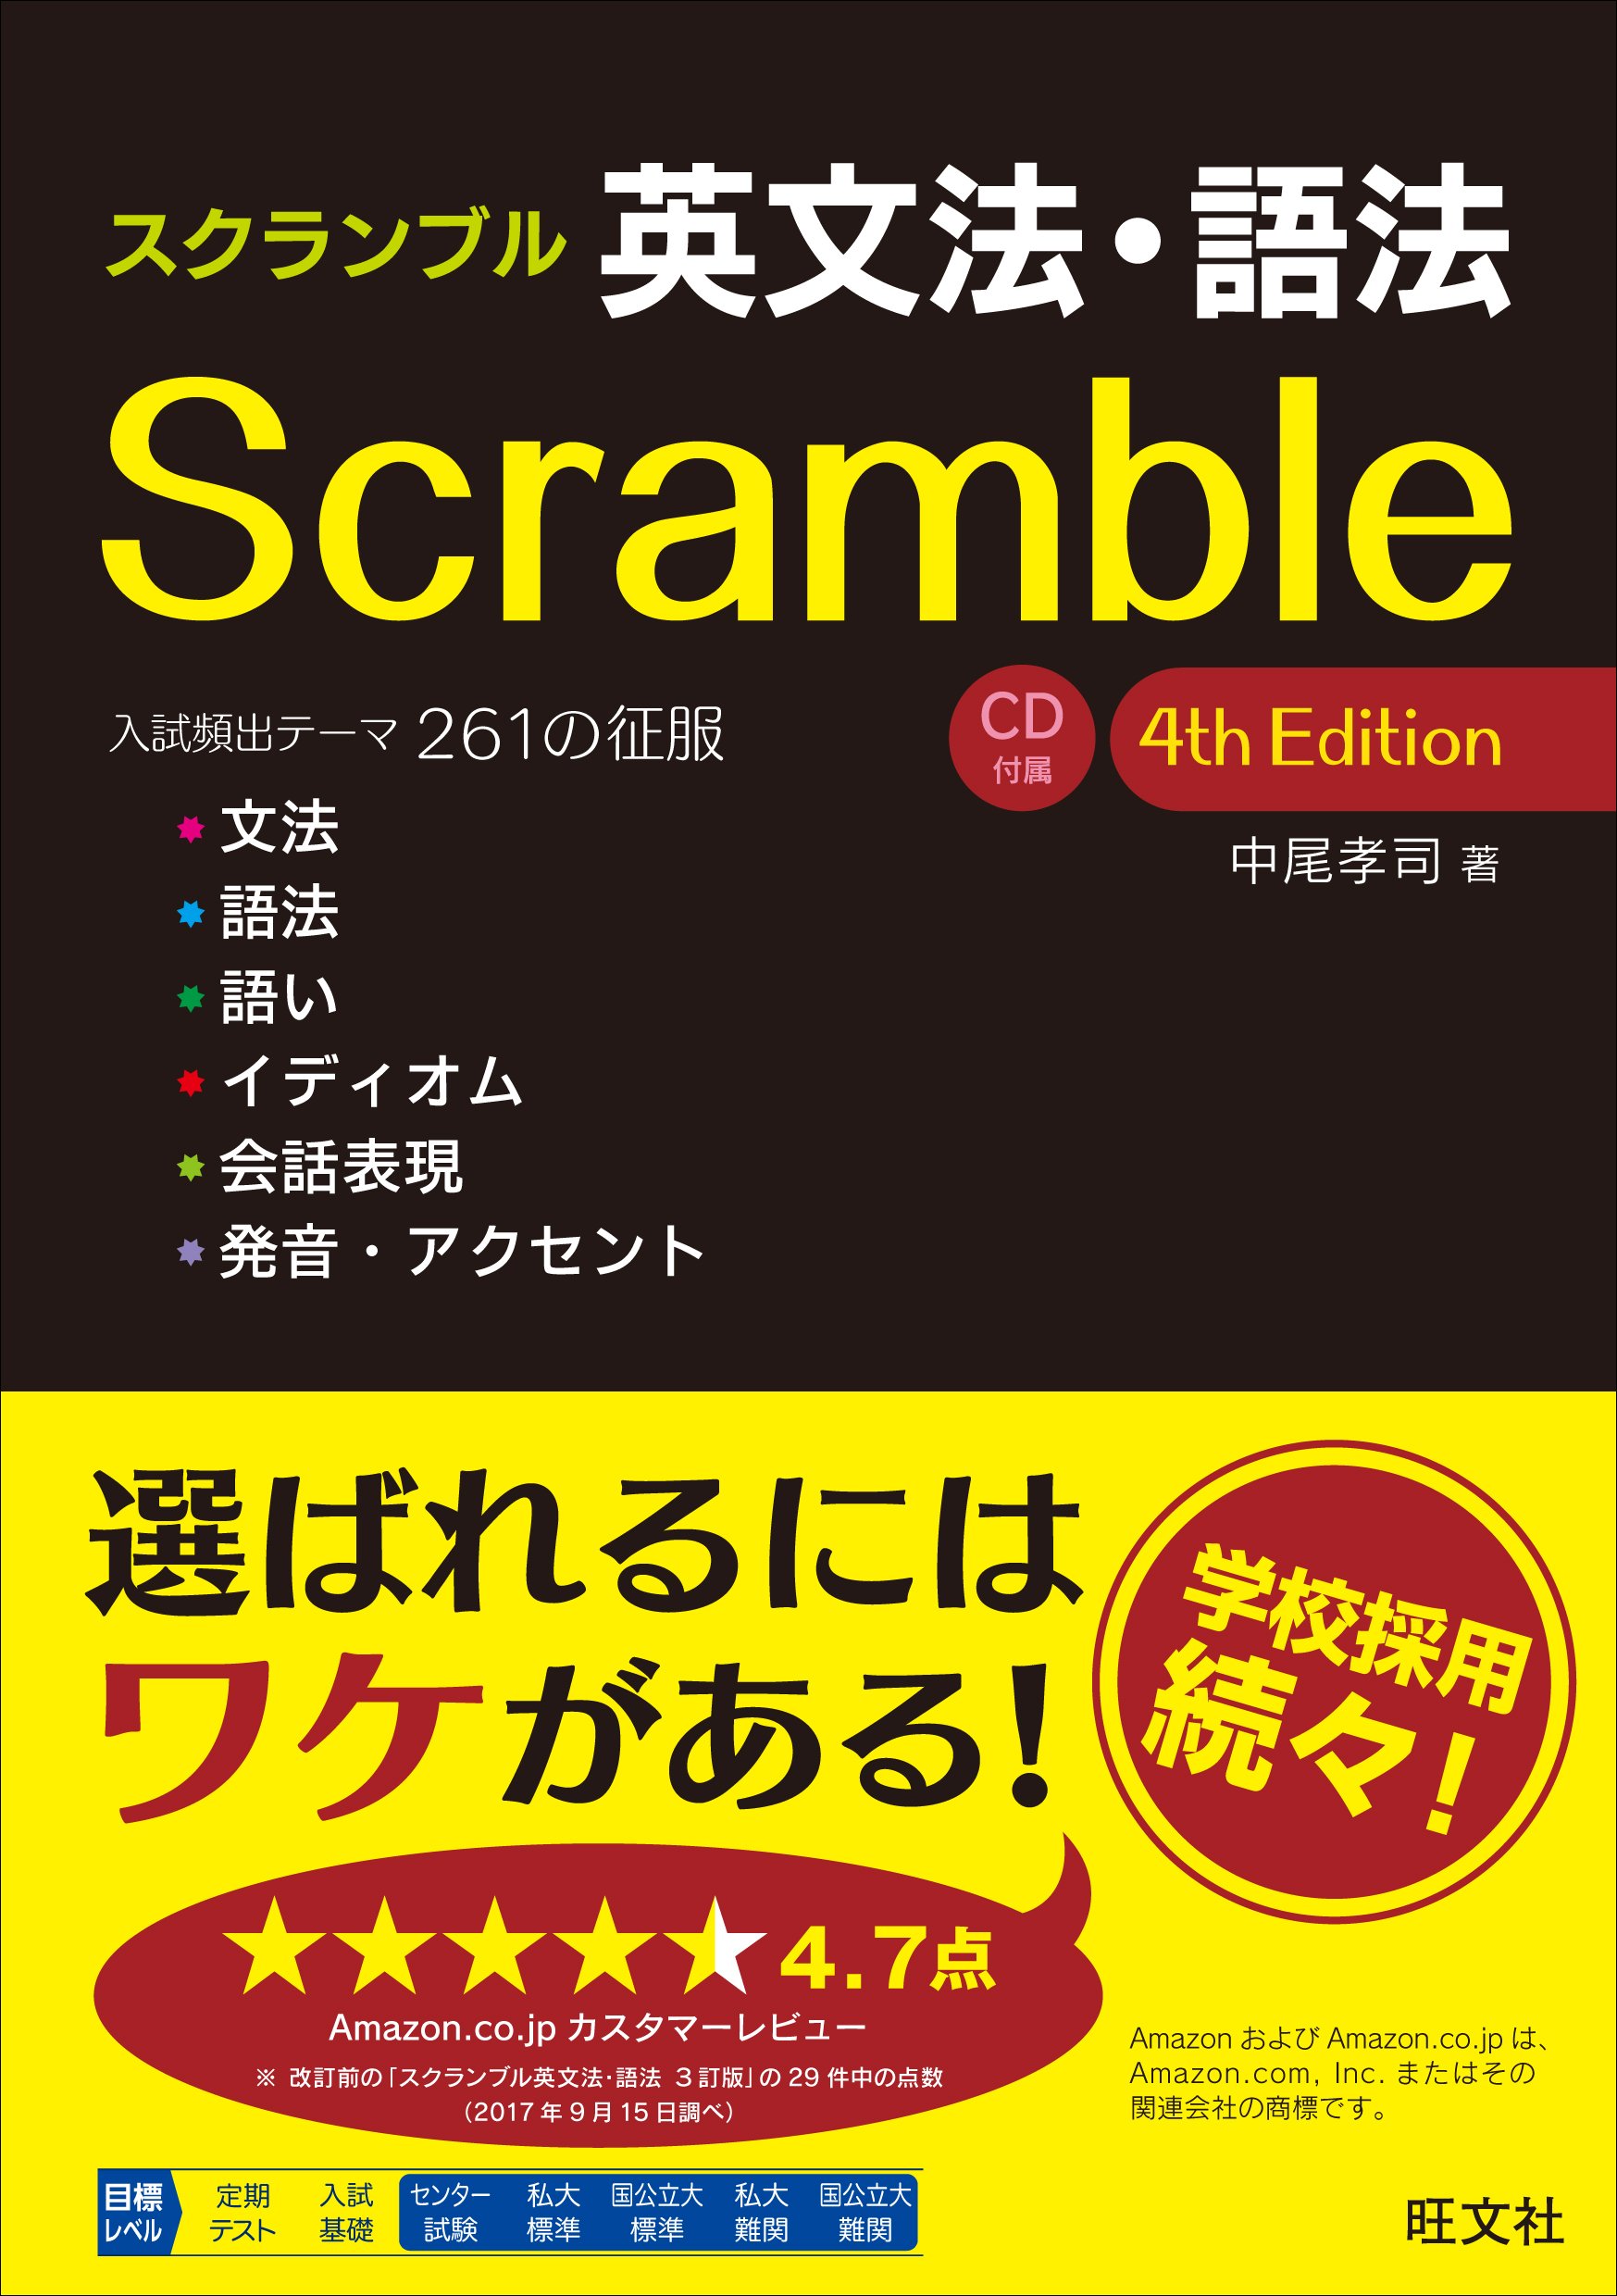 スクランブル 英文法・語法
Scramble
入試頻出テーマ 261の征服
CD
付属
4th Edition
中尾孝司 著
文法
語法
語い
イディオム
会話表現
発音・アクセント
選ばれるには
ワケがある!
学校採用
続々!
★★★★★ 4.7点
Amazon.co.jp カスタマーレビュー
※ 改訂前の「スクランブル英文法・語法 3訂版」の 29 件中の点数
(2017 年 9 月 15 日調べ)
Amazon および Amazon.co.jp は、
Amazon.com, Inc. またはその
関連会社の商標です。
目標
レベル
定期
テスト
入試
基礎
センター
試験
私大
標準
国公立大
標準
私大
難関
国公立大
難関
旺文社